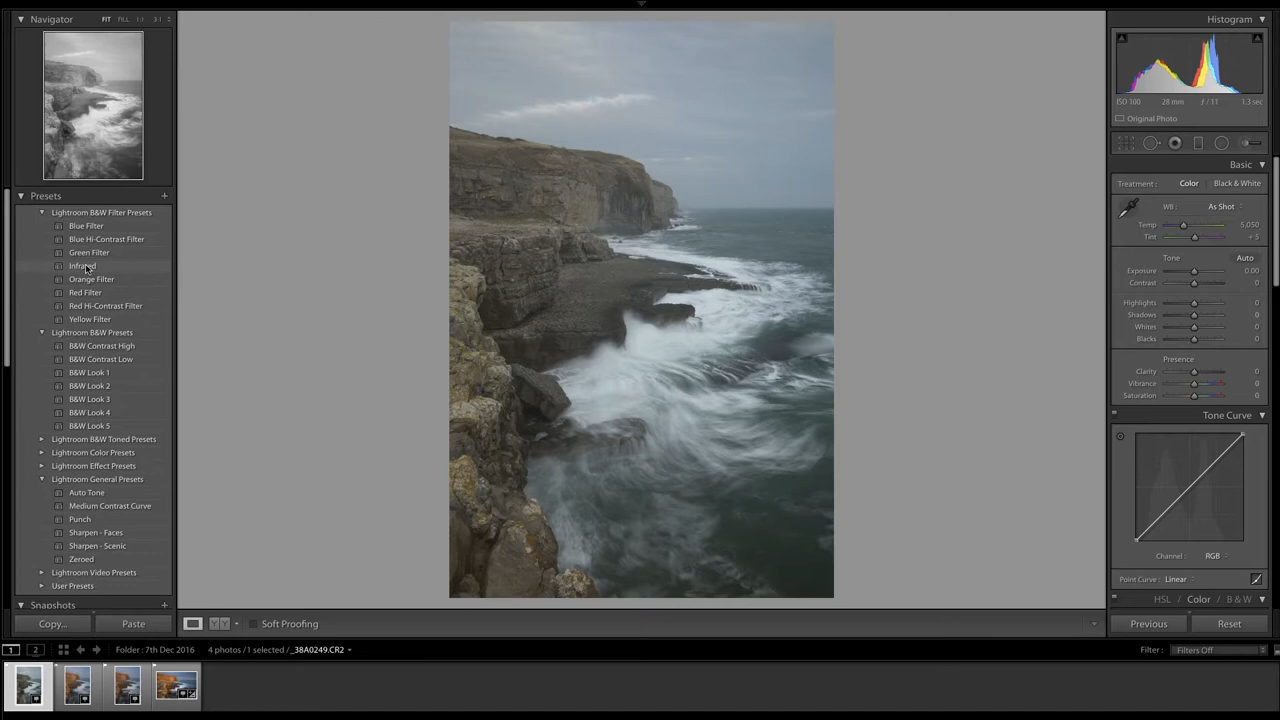 Navigator FIT FILL 1:1 3:1
Presets +
Lightroom B&W Filter Presets
Blue Filter
Blue Hi-Contrast Filter
Green Filter
Infrared
Orange Filter
Red Filter
Red Hi-Contrast Filter
Yellow Filter
Lightroom B&W Presets
B&W Contrast High
B&W Contrast Low
B&W Look 1
B&W Look 2
B&W Look 3
B&W Look 4
B&W Look 5
Lightroom B&W Toned Presets
Lightroom Color Presets
Lightroom Effect Presets
Lightroom General Presets
Auto Tone
Medium Contrast Curve
Punch
Sharpen - Faces
Sharpen - Scenic
Zeroed
Lightroom Video Presets
User Presets
Snapshots +
Copy... Paste
YY Soft Proofing
Histogram
ISO 100 28 mm ƒ / 11 1.3 sec
Original Photo
Basic
Treatment : Color Black & White
WB : As Shot
Temp 5,050
Tint + 5
Tone Auto
Exposure 0.00
Contrast 0
Highlights 0
Shadows 0
Whites 0
Blacks 0
Presence
Clarity 0
Vibrance 0
Saturation 0
Tone Curve
Channel : RGB
Point Curve : Linear
HSL / Color / B & W
Previous Reset
1 2 Folder : 7th Dec 2016 4 photos / 1 selected / _38A0249.CR2 Filter : Filters Off